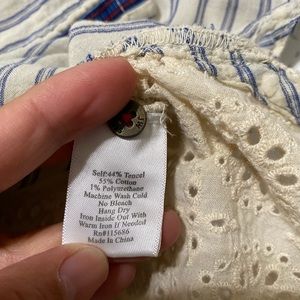 Self:44% Tencel
55% Cotton
1% Polyurethane
Machine Wash Cold
No Bleach
Hang Dry
Iron Inside Out With
Warm Iron If Needed
Rn#115686
Made In China